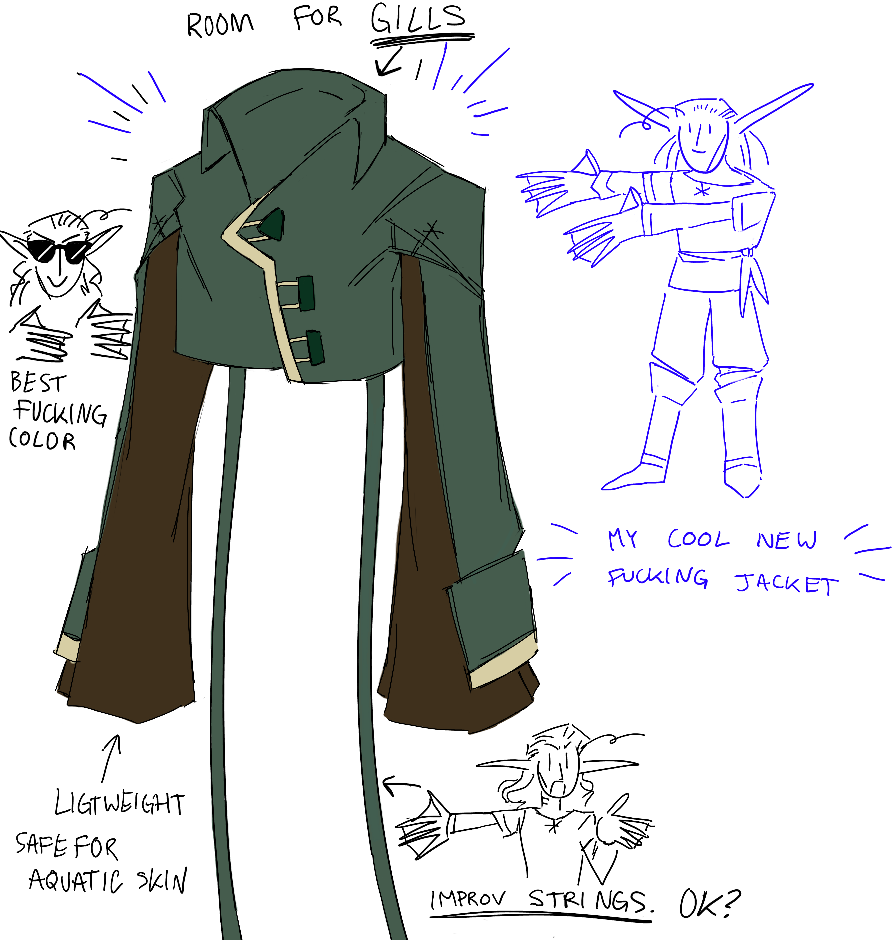 ROOM FOR GILLS
BEST
FUCKING
COLOR
MY COOL NEW
FUCKING JACKET
LIGTWEIGHT
SAFE FOR
AQUATIC SKIN
IMPROV STRINGS. OK?